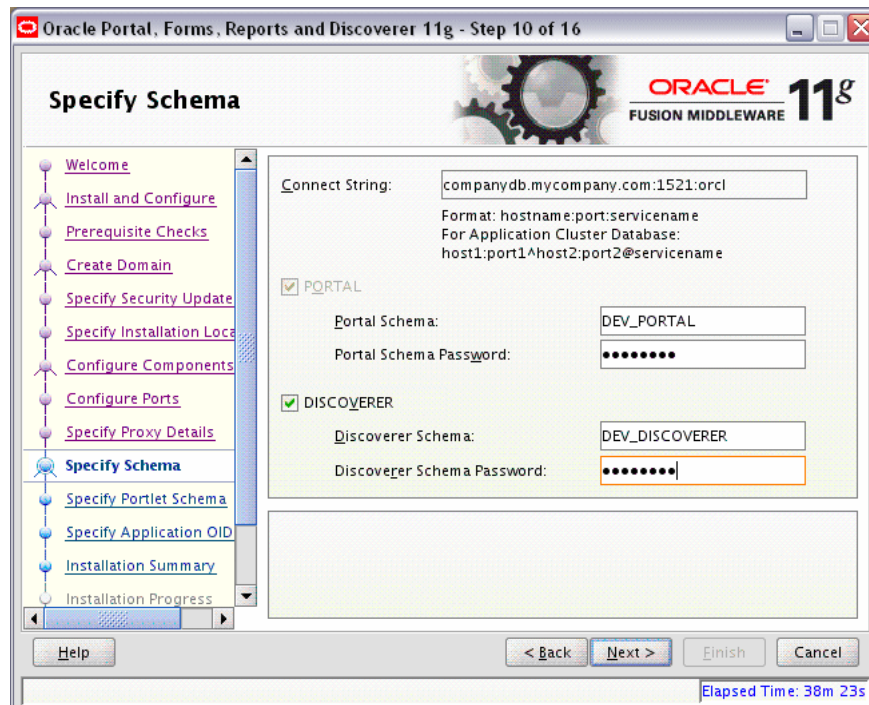 Oracle Portal, Forms, Reports and Discoverer 11g - Step 10 of 16
Specify Schema
ORACLE
FUSION MIDDLEWARE
11g
Welcome
Install and Configure
Prerequisite Checks
Create Domain
Specify Security Update
Specify Installation Loca
Configure Components
Configure Ports
Specify Proxy Details
Specify Schema
Specify Portlet Schema
Specify Application OID
Installation Summary
Installation Progress
Connect String: companydb.mycompany.com:1521:orcl
Format: hostname:port:servicename
For Application Cluster Database:
host1:port1^host2:port2@servicename
PORTAL
Portal Schema: DEV_PORTAL
Portal Schema Password: ●●●●●●●●
DISCOVERER
Discoverer Schema: DEV_DISCOVERER
Discoverer Schema Password: ●●●●●●●●
Help
< Back
Next >
Finish
Cancel
Elapsed Time: 38m 23s